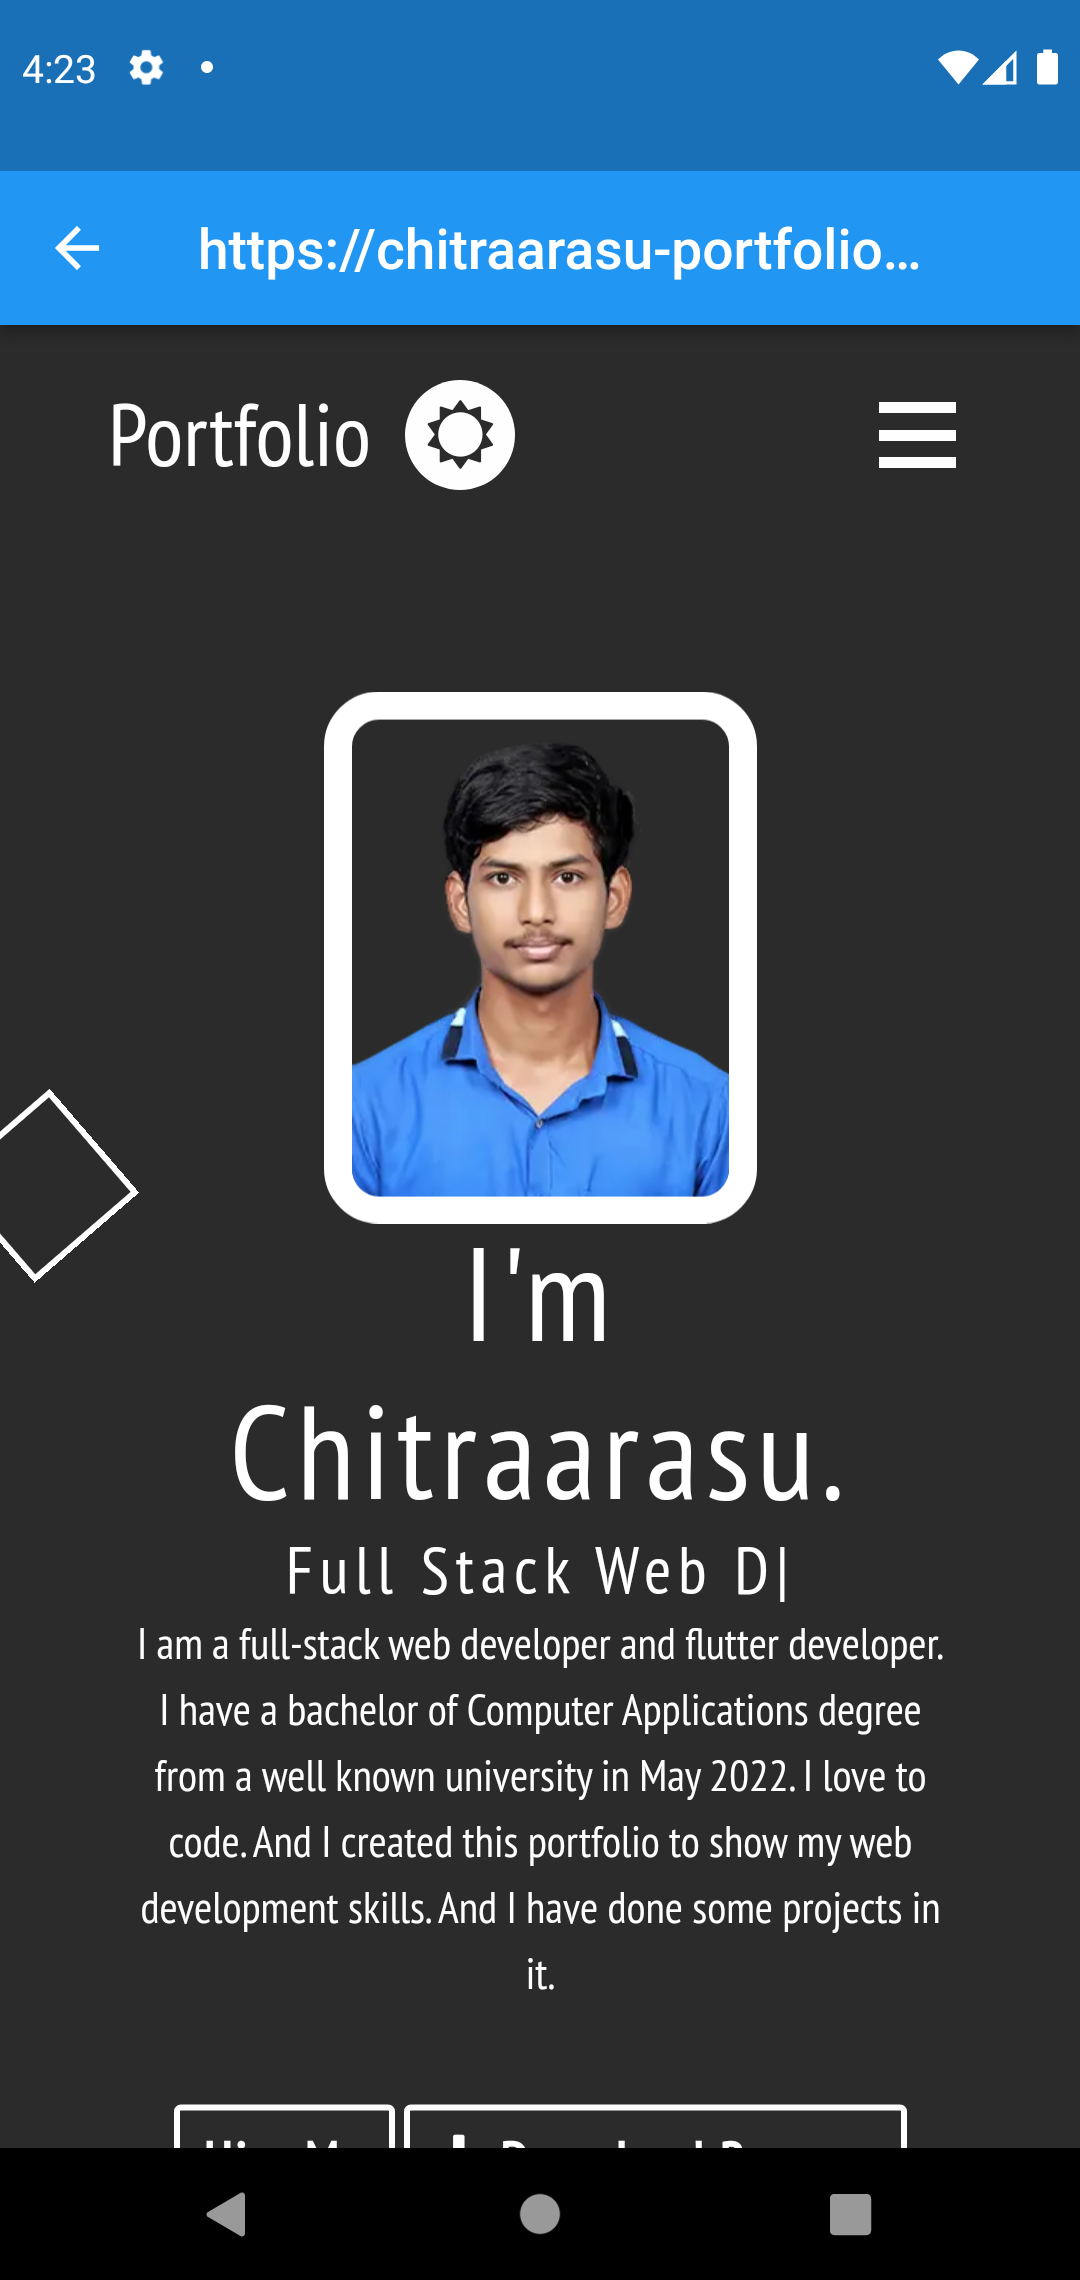 4:23
https://chitraarasu-portfolio...
Portfolio
I'm
Chitraarasu.
Full Stack Web D|
I am a full-stack web developer and flutter developer.
I have a bachelor of Computer Applications degree
from a well known university in May 2022. I love to
code. And I created this portfolio to show my web
development skills. And I have done some projects in
it.